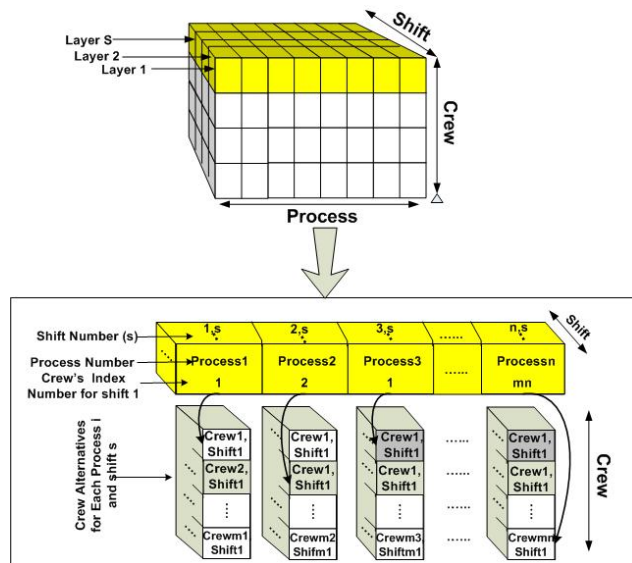 Layer S
Layer 2
Layer 1
Shift
Crew
Process
Shift Number (s)
1,s
2,s
3,s
......
n,s
Shift
Process Number
Process1
Process2
Process3
......
Processn
Crew's Index
Number for shift 1
1
2
1
mn
Crew Alternatives
for Each Process i
and shift s
Crew1,
Shift1
Crew2,
Shift1
Crewm1
Shift1
Crew1,
Shift1
Crew1,
Shift1
Crewm2
Shifm1
Crew1,
Shift1
Crew1,
Shift1
Crewm3,
Shiftm1
......
......
......
Crew1,
Shift1
Crew1,
Shift1
Crewmn
Shift1
Crew